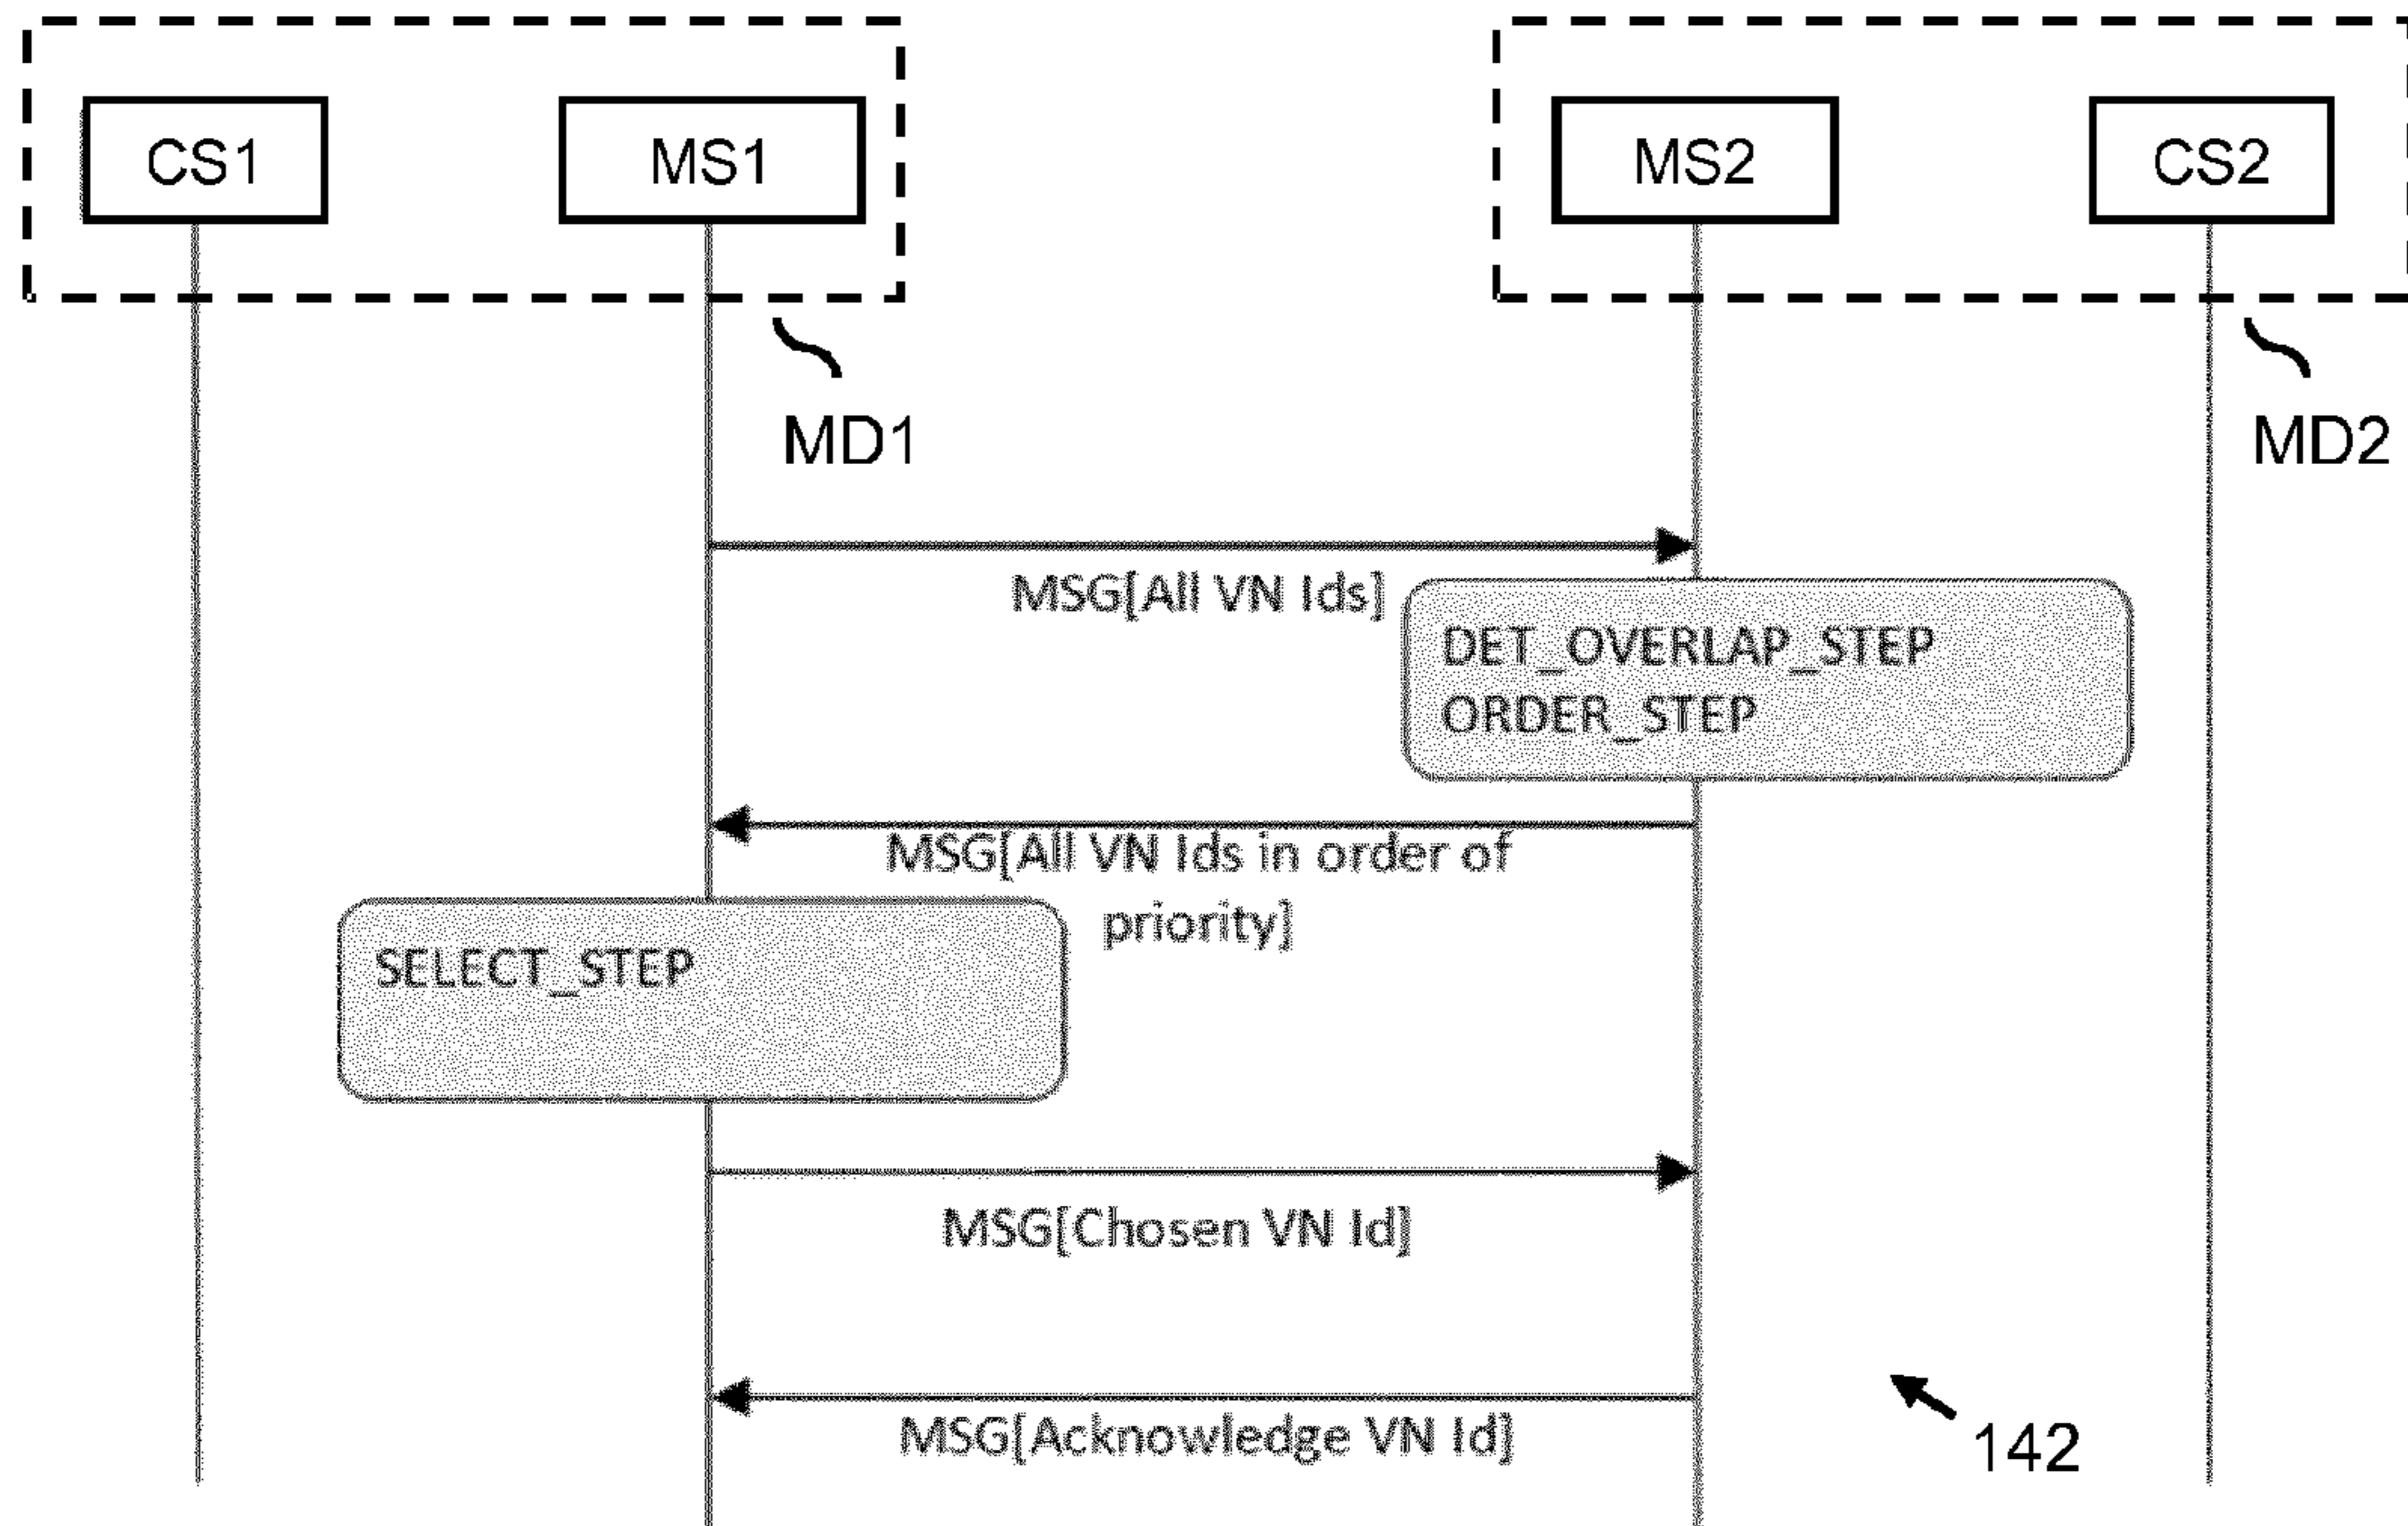 CS1
MS1
MS2
CS2
MD1
MD2
MSG[All VN Ids]
DET_OVERLAP_STEP
ORDER_STEP
MSG[All VN Ids in order of
priority]
SELECT_STEP
MSG[Chosen VN Id]
MSG[Acknowledge VN Id]
142